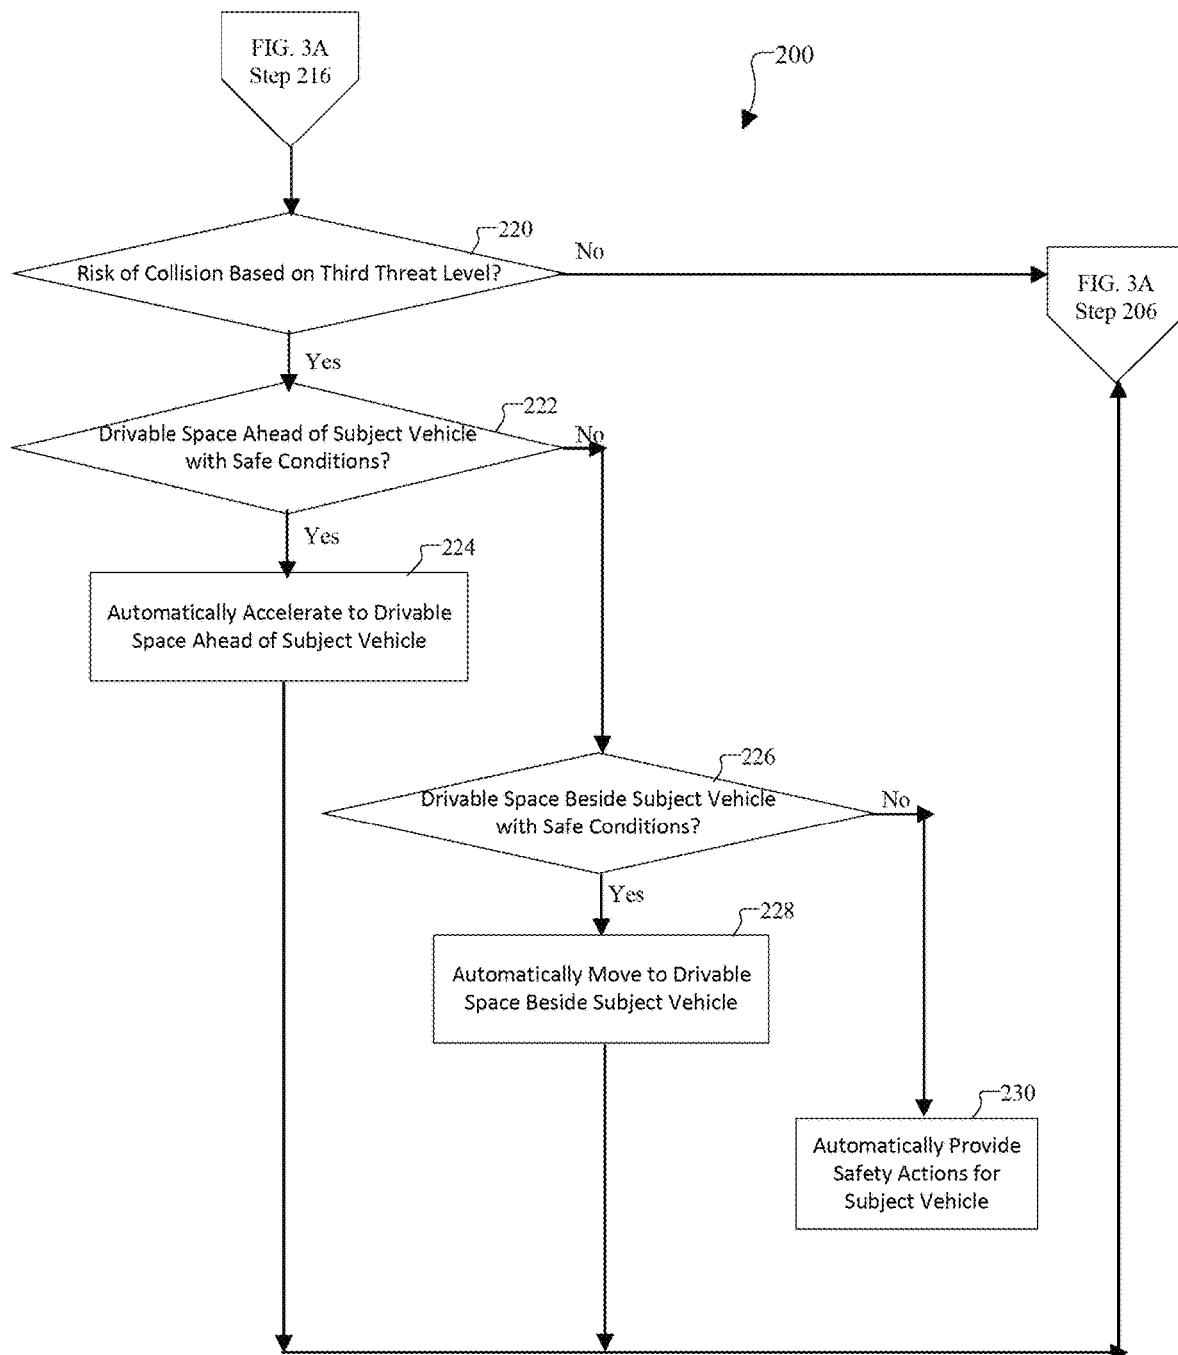 FIG. 3A
Step 216
200
220
No
Risk of Collision Based on Third Threat Level?
FIG. 3A
Step 206
Yes
222
Drivable Space Ahead of Subject Vehicle
No
with Safe Conditions?
Yes
224
Automatically Accelerate to Drivable
Space Ahead of Subject Vehicle
226
Drivable Space Beside Subject Vehicle
No
with Safe Conditions?
Yes
228
Automatically Move to Drivable
Space Beside Subject Vehicle
230
Automatically Provide
Safety Actions for
Subject Vehicle